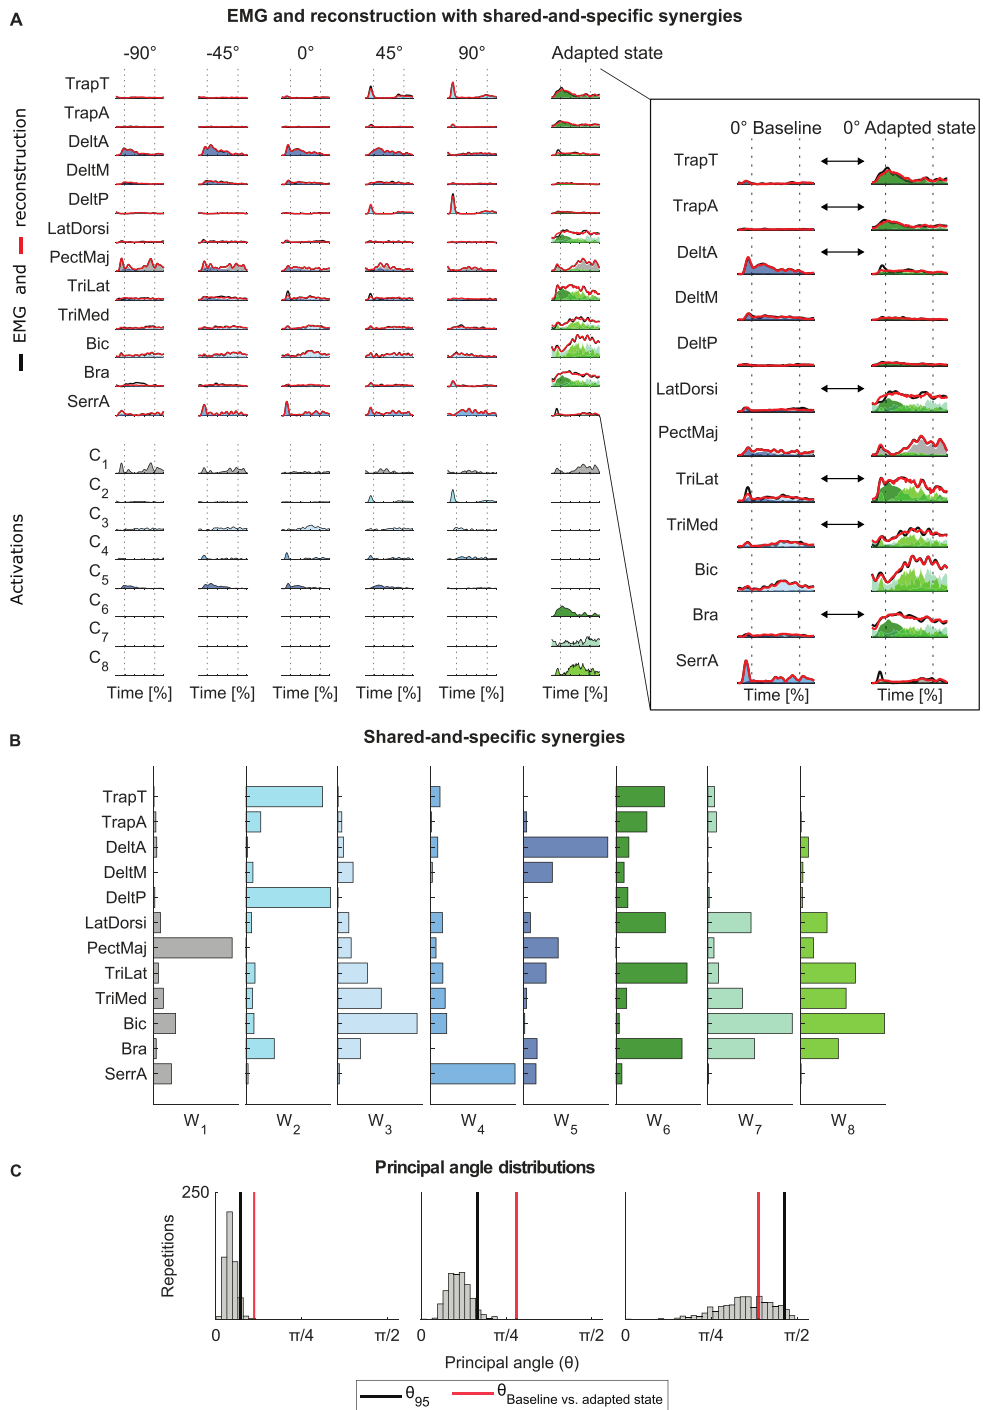 A
EMG and reconstruction with shared-and-specific synergies
-90° -45° 0° 45° 90° Adapted state
EMG and reconstruction
TrapT
TrapA
DeltA
DeltM
DeltP
LatDorsi
PectMaj
TriLat
TriMed
Bic
Bra
SerrA
Activations
C1
C2
C3
C4
C5
C6
C7
C8
Time [%] Time [%] Time [%] Time [%] Time [%] Time [%]
0° Baseline 0° Adapted state
TrapT
TrapA
DeltA
DeltM
DeltP
LatDorsi
PectMaj
TriLat
TriMed
Bic
Bra
SerrA
Time [%] Time [%]
B
Shared-and-specific synergies
TrapT
TrapA
DeltA
DeltM
DeltP
LatDorsi
PectMaj
TriLat
TriMed
Bic
Bra
SerrA
W1 W2 W3 W4 W5 W6 W7 W8
C
Principal angle distributions
250
Repetitions
0 π/4 π/2 0 π/4 π/2 0 π/4 π/2
Principal angle (θ)
θ95 θBaseline vs. adapted state